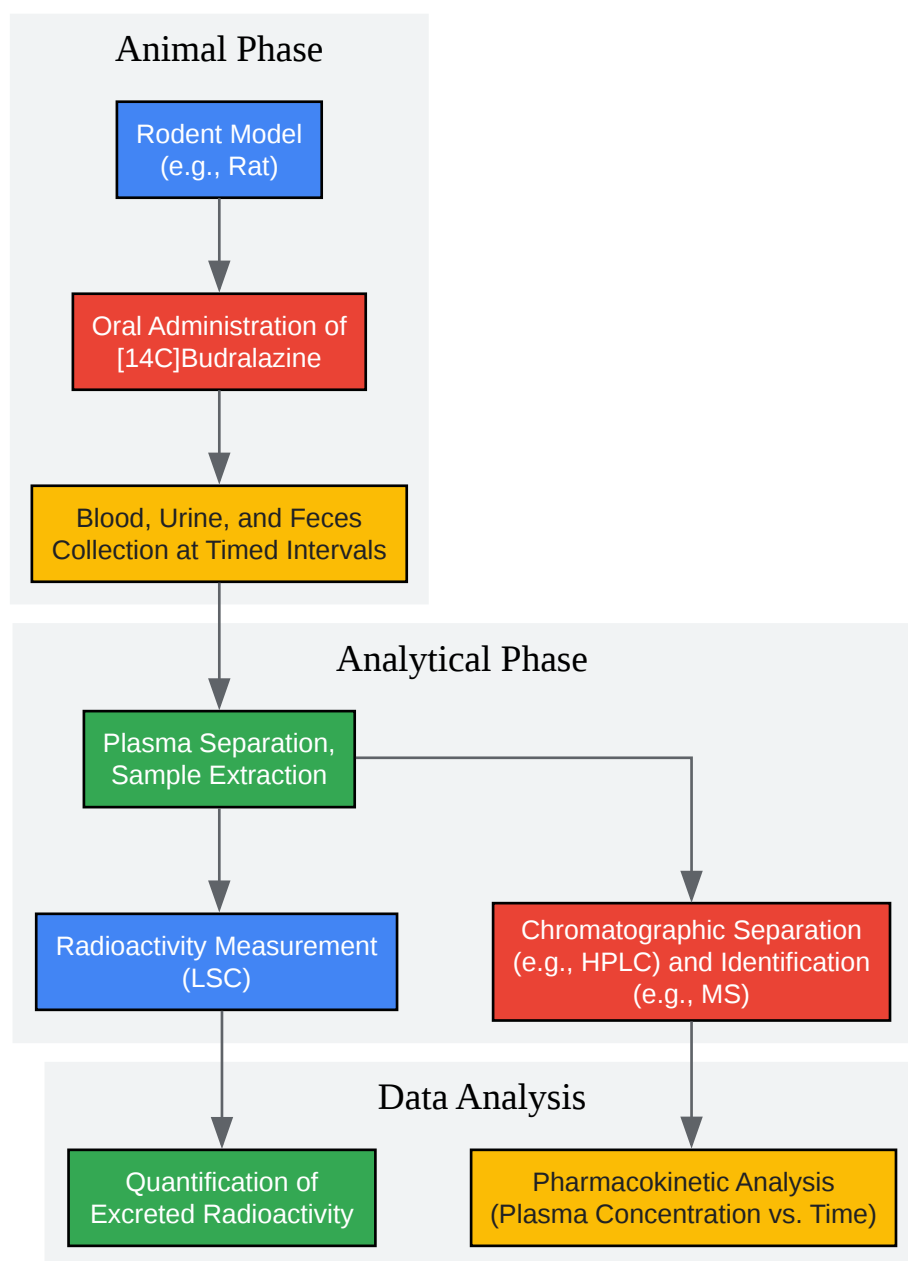 Animal Phase
Rodent Model
(e.g., Rat)
Oral Administration of
[14C]Budralazine
Blood, Urine, and Feces
Collection at Timed Intervals
Analytical Phase
Plasma Separation,
Sample Extraction
Radioactivity Measurement
(LSC)
Chromatographic Separation
(e.g., HPLC) and Identification
(e.g., MS)
Data Analysis
Quantification of
Excreted Radioactivity
Pharmacokinetic Analysis
(Plasma Concentration vs. Time)